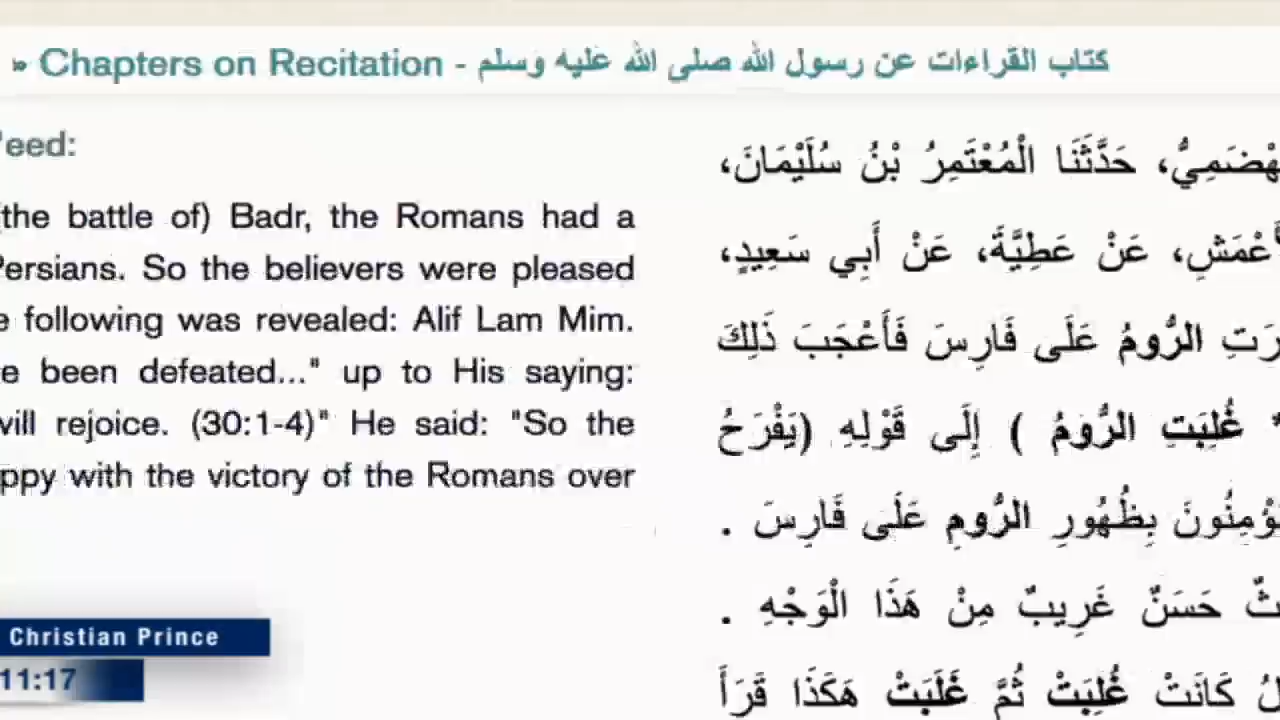 » Chapters on Recitation - كتاب القراءات عن رسول الله صلى الله عليه وسلم
'eed:
(the battle of) Badr, the Romans had a
Persians. So the believers were pleased
e following was revealed: Alif Lam Mim.
e been defeated..." up to His saying:
will rejoice. (30:1-4)" He said: "So the
ppy with the victory of the Romans over
هْضَمِيُّ، حَدَّثَنَا الْمُعْتَمِرُ بْنُ سُلَيْمَانَ،
أَعْمَشِ، عَنْ عَطِيَّةَ، عَنْ أَبِي سَعِيدٍ،
رَتِ الرُّومُ عَلَى فَارِسَ فَأَعْجَبَ ذَلِكَ
* غُلِبَتِ الرُّومُ ) إِلَى قَوْلِهِ (يَفْرَحُ
ؤْمِنُونَ بِظُهُورِ الرُّومِ عَلَى فَارِسَ .
ثٌ حَسَنٌ غَرِيبٌ مِنْ هَذَا الْوَجْهِ .
لُ كَانَتْ غُلِبَتْ ثُمَّ غَلَبَتْ هَكَذَا قَرَأَ
Christian Prince
11:17